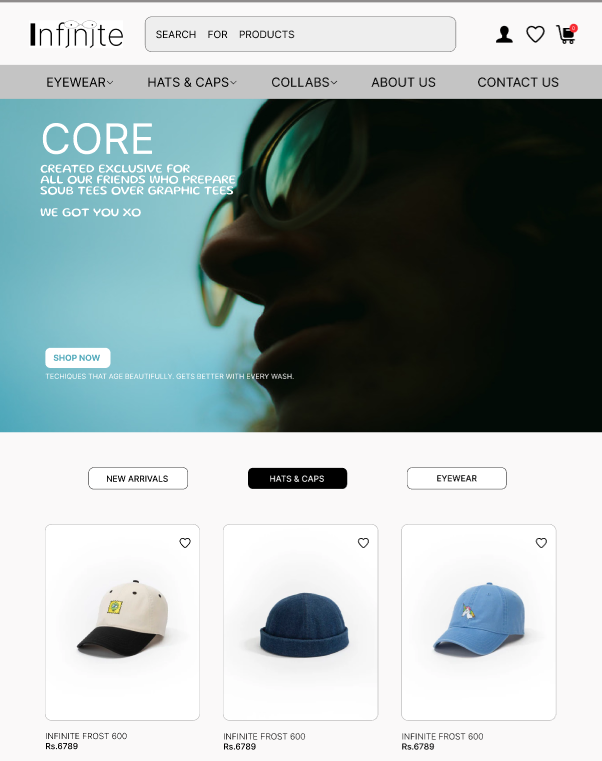 Infinite
SEARCH FOR PRODUCTS
EYEWEAR HATS & CAPS COLLABS ABOUT US CONTACT US
CORE
CREATED EXCLUSIVE FOR
ALL OUR FRIENDS WHO PREPARE
SOUB TEES OVER GRAPHIC TEES
WE GOT YOU XO
SHOP NOW
TECHIQUES THAT AGE BEAUTIFULLY. GETS BETTER WITH EVERY WASH.
NEW ARRIVALS HATS & CAPS EYEWEAR
INFINITE FROST 600 INFINITE FROST 600 INFINITE FROST 600
Rs.6789 Rs.6789 Rs.6789